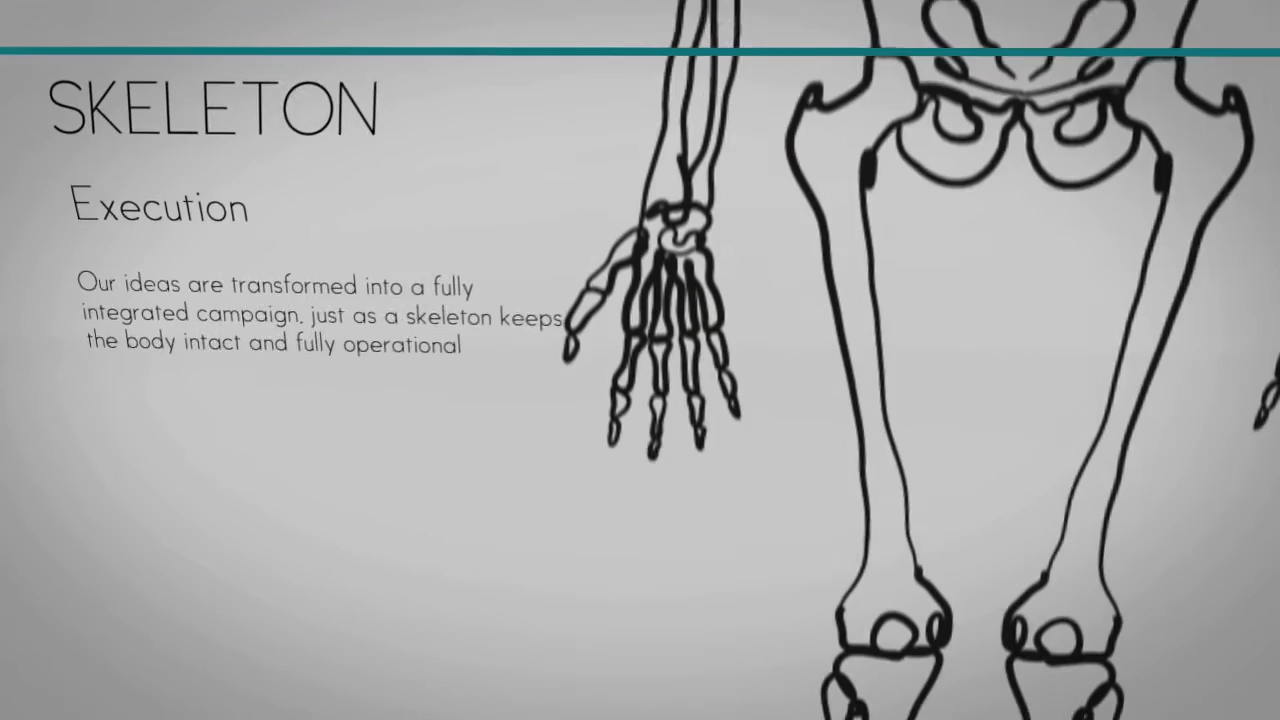 SKELETON
Execution
Our ideas are transformed into a fully
integrated campaign, just as a skeleton keeps
the body intact and fully operational